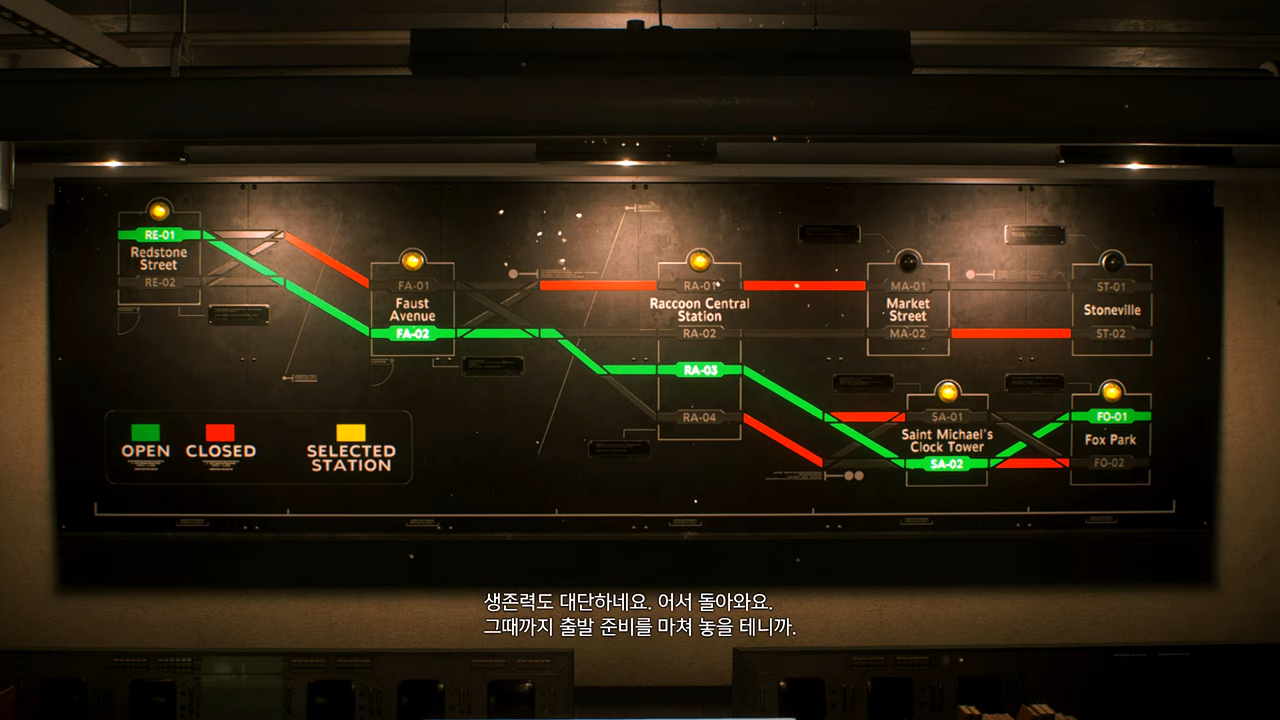 RE-01
Redstone
Street
RE-02
FA-01
Faust
Avenue
FA-02
RA-01
Raccoon Central
Station
RA-02
RA-03
RA-04
MA-01
Market
Street
MA-02
ST-01
Stoneville
ST-02
SA-01
Saint Michael's
Clock Tower
SA-02
FO-01
Fox Park
FO-02
OPEN
CLOSED
SELECTED
STATION
생존력도 대단하네요. 어서 돌아와요.
그때까지 출발 준비를 마쳐 놓을 테니까.